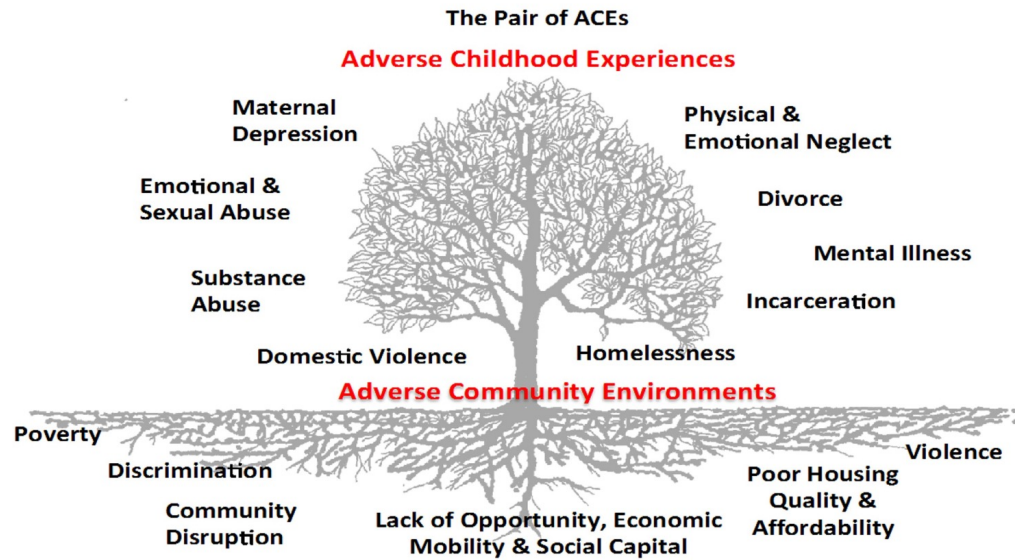 The Pair of ACEs
Adverse Childhood Experiences
Maternal
Depression
Physical &
Emotional Neglect
Emotional &
Sexual Abuse
Divorce
Mental Illness
Substance
Abuse
Incarceration
Domestic Violence
Homelessness
Adverse Community Environments
Poverty
Violence
Discrimination
Poor Housing
Quality &
Affordability
Community
Disruption
Lack of Opportunity, Economic
Mobility & Social Capital